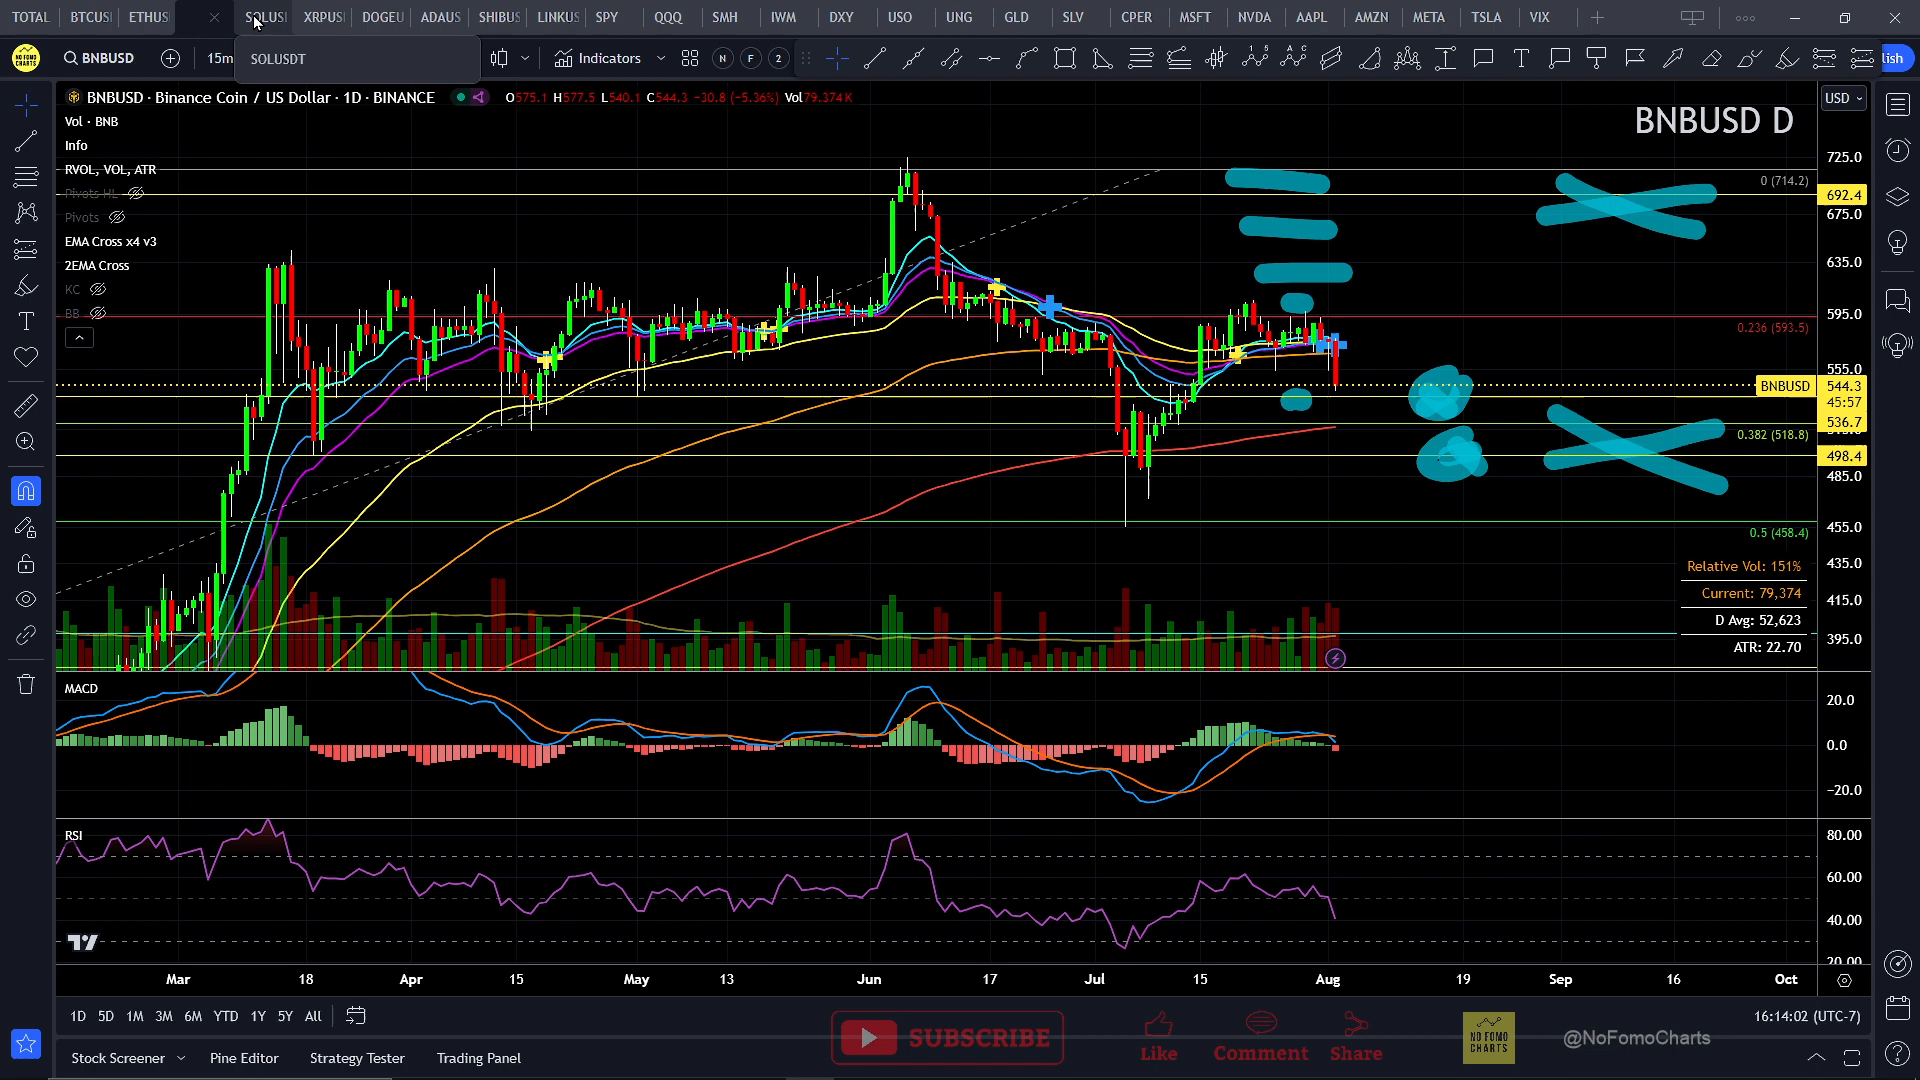 TOTAL BTCUS ETHUS SOLUS XRPUS DOGEU ADAUS SHIBUS LINKUS SPY QQQ SMH IWM DXY USO UNG GLD SLV CPER MSFT NVDA AAPL AMZN META TSLA VIX
NO FOMO CHARTS BNBUSD 15m Indicators N F 2 lish
SOLUSDT
BNBUSD · Binance Coin / US Dollar · 1D · BINANCE O575.1 H577.5 L540.1 C544.3 −30.8 (−5.36%) Vol79.374K
USD
BNBUSD D
Vol · BNB
Info
RVOL, VOL, ATR
Pivots HL
Pivots
EMA Cross x4 v3
2EMA Cross
KC
BB
725.0
0 (714.2)
692.4
675.0
635.0
595.0
0.236 (593.5)
555.0
BNBUSD 544.3
45:57
536.7
0.382 (518.8)
498.4
485.0
455.0
0.5 (458.4)
435.0
415.0
395.0
Relative Vol: 151%
Current: 79,374
D Avg: 52,623
ATR: 22.70
MACD
20.0
0.0
−20.0
RSI
80.00
60.00
40.00
20.00
Mar 18 Apr 15 May 13 Jun 17 Jul 15 Aug 19 Sep 16 Oct
1D 5D 1M 3M 6M YTD 1Y 5Y All
16:14:02 (UTC-7)
SUBSCRIBE Like Comment Share
NO FOMO CHARTS
@NoFomoCharts
Stock Screener Pine Editor Strategy Tester Trading Panel